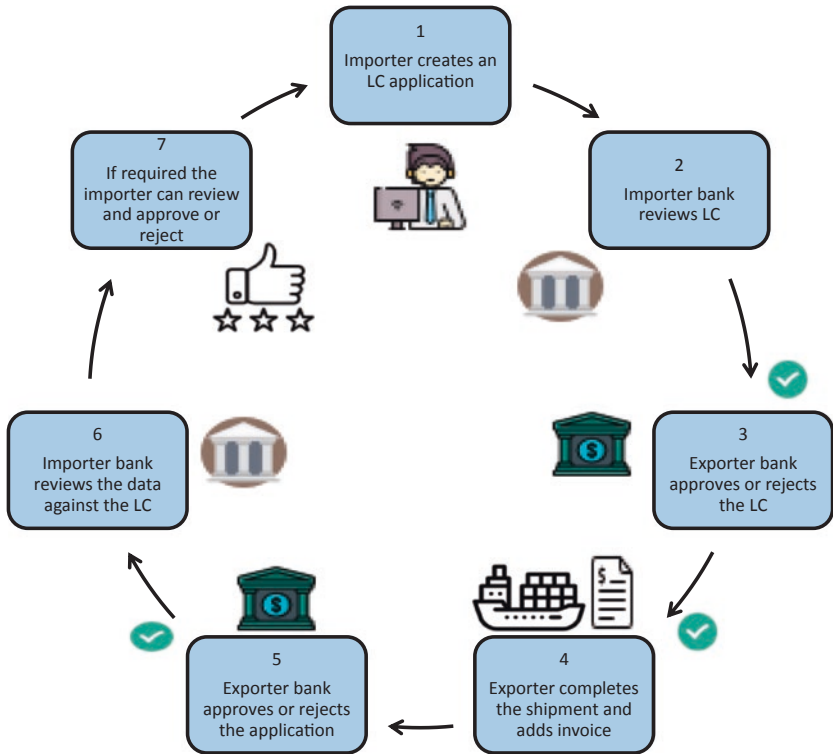 1
Importer creates an
LC application
2
Importer bank
reviews LC
3
Exporter bank
approves or rejects
the LC
4
Exporter completes
the shipment and
adds invoice
5
Exporter bank
approves or rejects
the application
6
Importer bank
reviews the data
against the LC
7
If required the
importer can review
and approve or
reject
$
$
$